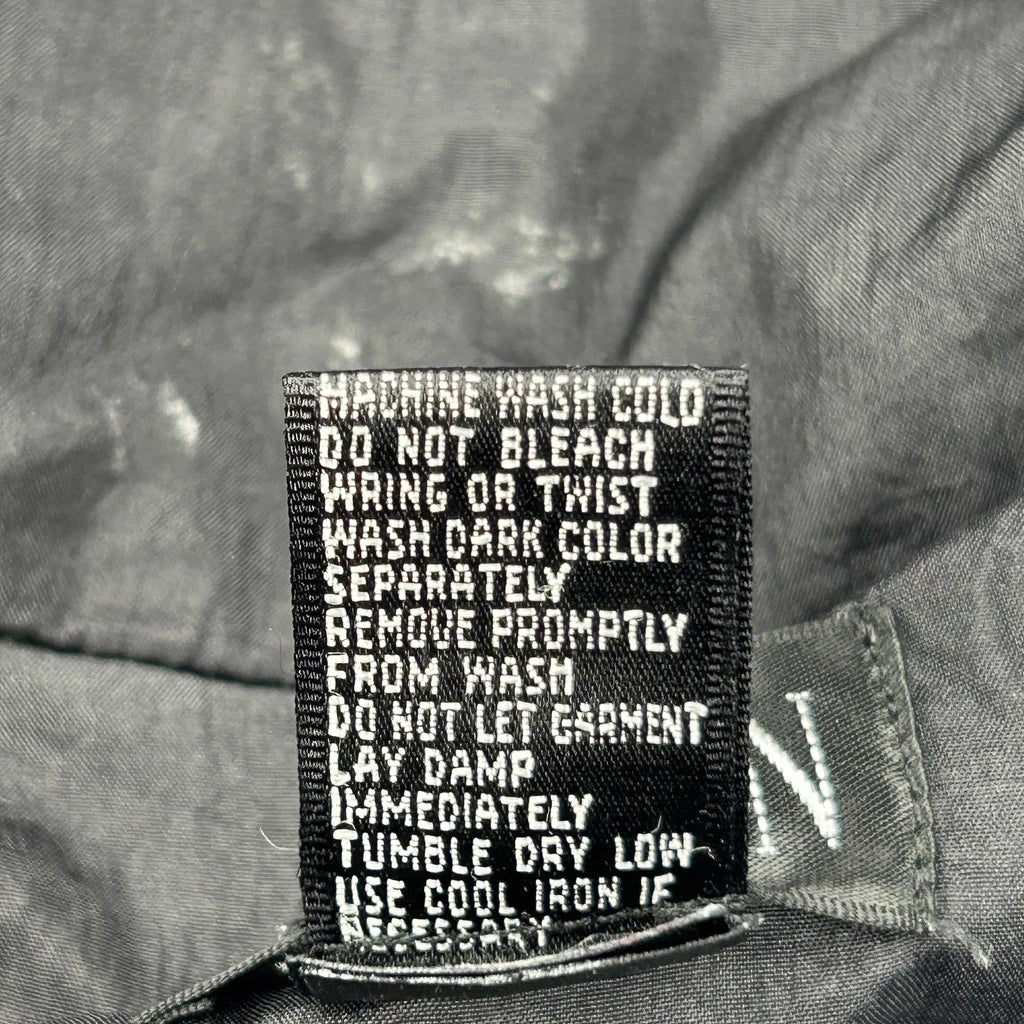 MACHINE WASH COLD
DO NOT BLEACH
WRING OR TWIST
WASH DARK COLOR
SEPARATELY
REMOVE PROMPTLY
FROM WASH
DO NOT LET GARMENT
LAY DAMP
IMMEDIATELY
TUMBLE DRY LOW
USE COOL IRON IF
NECESSARY
N